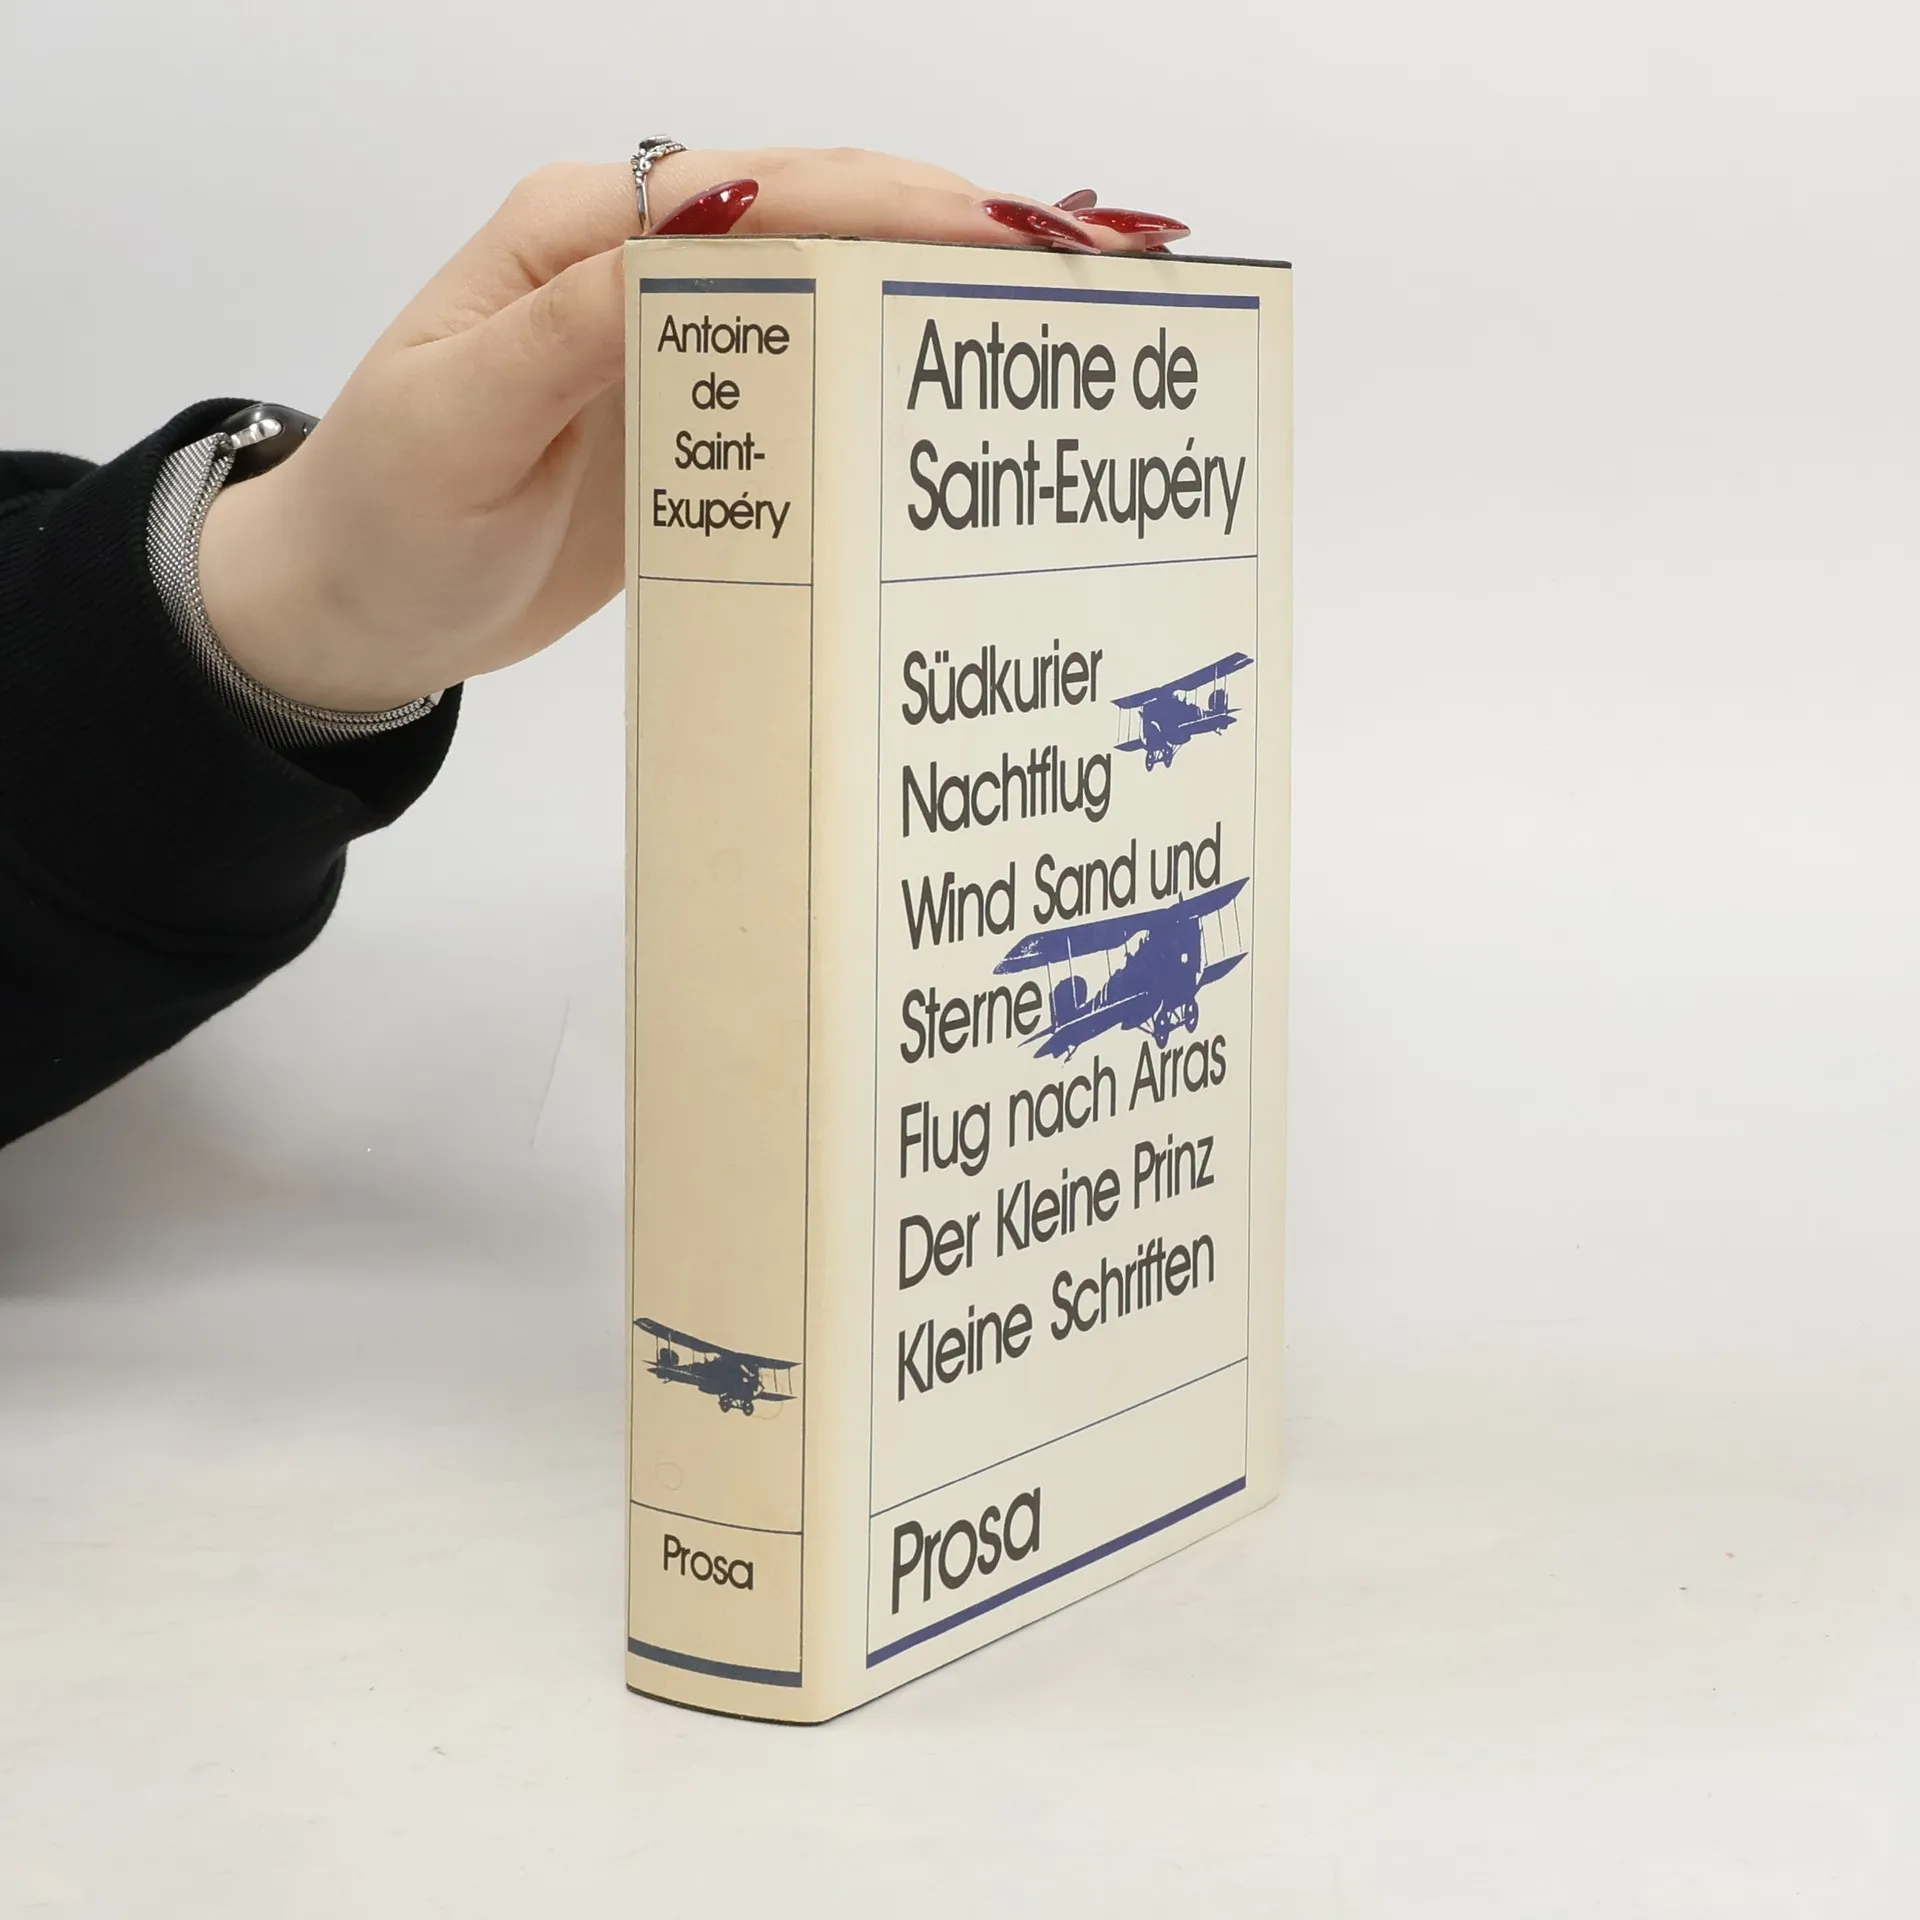 Antoine
de
Saint-
Exupéry
Prosa
Antoine de
Saint-Exupéry
Südkurier
Nachtflug
Wind Sand und
Sterne
Flug nach Arras
Der Kleine Prinz
Kleine Schriften
Prosa